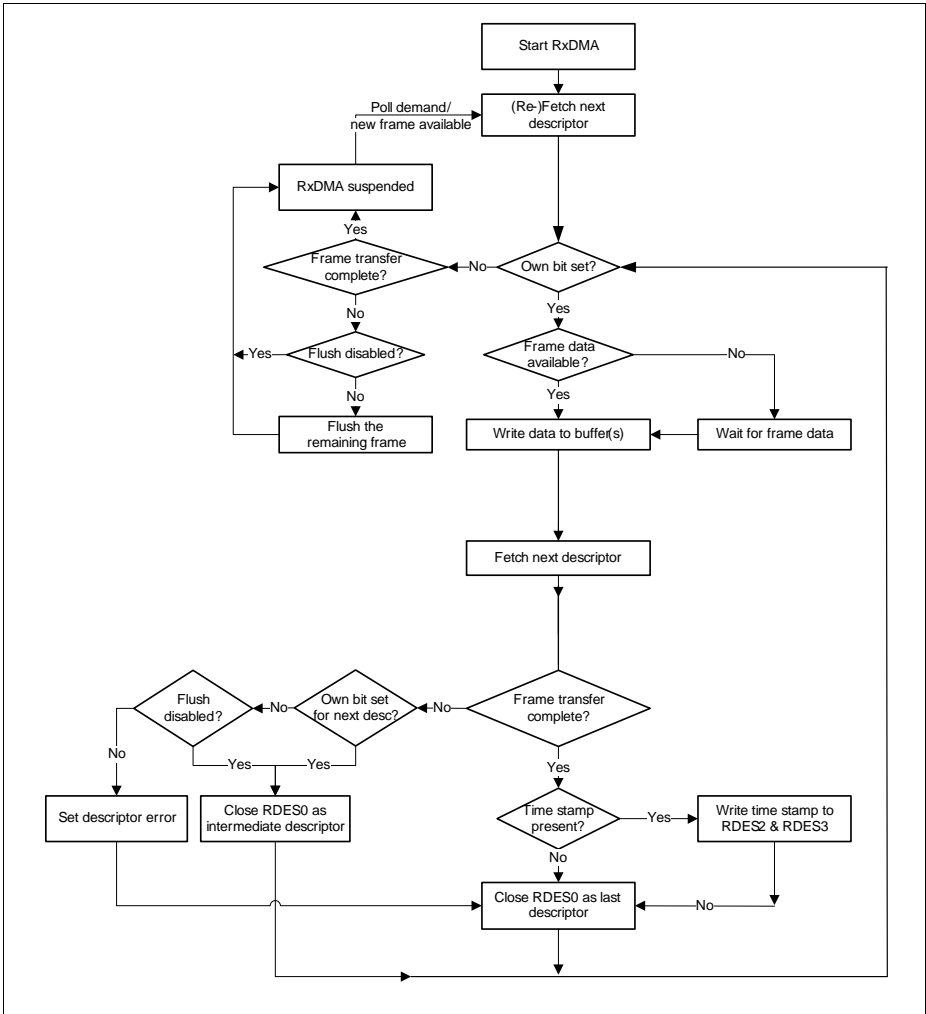 Start RxDMA
Poll demand/
new frame available
(Re-)Fetch next
descriptor
RxDMA suspended
Yes
Frame transfer
complete?
No
Own bit set?
No
Yes
Flush disabled?
Yes
Frame data
available?
No
No
Yes
Flush the
remaining frame
Write data to buffer(s)
Wait for frame data
Fetch next descriptor
Flush
disabled?
No
Own bit set
for next desc?
No
Frame transfer
complete?
No
Yes
Yes
Yes
Set descriptor error
Close RDES0 as
intermediate descriptor
Time stamp
present?
Yes
Write time stamp to
RDES2 & RDES3
No
Close RDES0 as last
descriptor
No